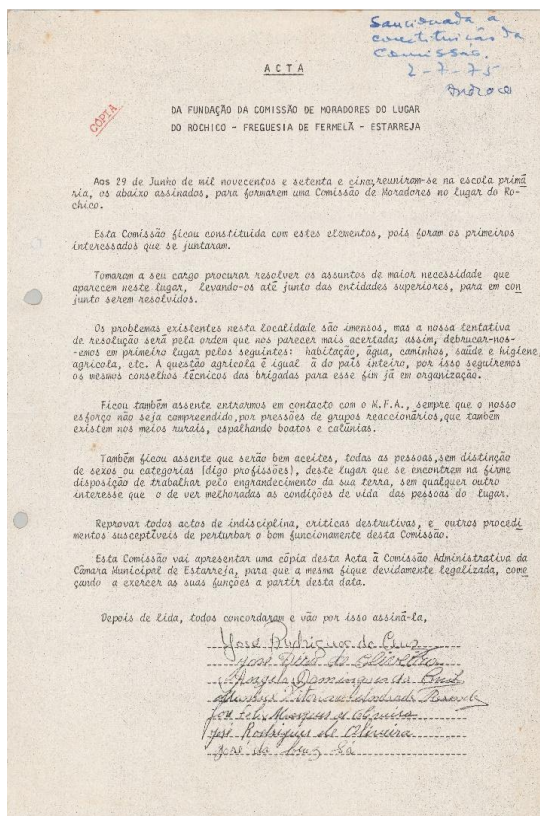 Sancionada a
constituição da
Comissão.
2-7-75
ACTA
CÓPIA
DA FUNDAÇÃO DA COMISSÃO DE MORADORES DO LUGAR
DO ROCHICO - FREGUESIA DE FERMELÃ - ESTARREJA
Aos 29 de Junho de mil novecentos e setenta e cinco, reuniram-se na escola primá
ria, os abaixo assinados, para formarem uma Comissão de Moradores no lugar do Ro-
chico.
Esta Comissão ficou constituida com estes elementos, pois foram os primeiros
interessados que se juntaram.
Tomaram a seu cargo procurar resolver os assuntos de maior necessidade que
aparecem neste lugar, levando-os até junto das entidades superiores, para em con
junto serem resolvidos.
Os problemas existentes nesta localidade são imensos, mas a nossa tentativa
de resolução será pela ordem que nos parecer mais acertada; assim, debruçar-nos-
-emos em primeiro lugar pelos seguintes: habitação, água, caminhos, saúde e higiene,
agricola, etc. A questão agricola é igual à do país inteiro, por isso seguiremos
os mesmos conselhos técnicos das brigadas para esse fim já em organização.
Ficou também assente entrarmos em contacto com o M.F.A., sempre que o nosso
esforço não seja compreendido, por pressões de grupos reaccionários, que também
existem nos meios rurais, espalhando boatos e calúnias.
Também ficou assente que serão bem aceites, todas as pessoas, sem distinção
de sexos ou categorias (digo profissões), deste lugar que se encontrem na firme
disposição de trabalhar pelo engrandecimento da sua terra, sem qualquer outro
interesse que o de ver melhoradas as condições de vida das pessoas do lugar.
Reprovar todos actos de indisciplina, criticas destrutivas, e outros procedi
mentos susceptiveis de perturbar o bom funcionamento desta Comissão.
Esta Comissão vai apresentar uma cópia desta Acta à Comissão Administrativa da
Câmara Municipal de Estarreja, para que a mesma fique devidamente legalizada, come
çando a exercer as suas funções a partir desta data.
Depois de lida, todos concordaram e vão por isso assiná-la,
José Rodrigues da Cruz
José Dias de Oliveira
Angelo Domingues da Cruz
José Felix Marques de Oliveira
José Rodrigues de Oliveira
José da Cruz Sá